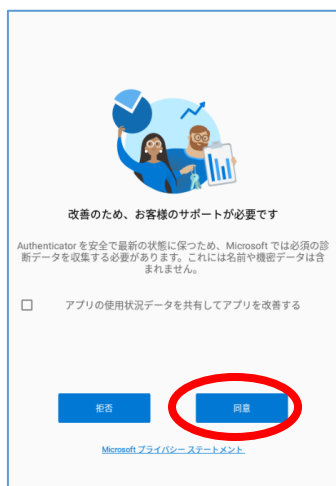 改善のため、お客様のサポートが必要です
Authenticator を安全で最新の状態に保つため、Microsoft では必須の診
断データを収集する必要があります。これには名前や機密データは含
まれません。
アプリの使用状況データを共有してアプリを改善する
拒否
同意
Microsoft プライバシー ステートメント